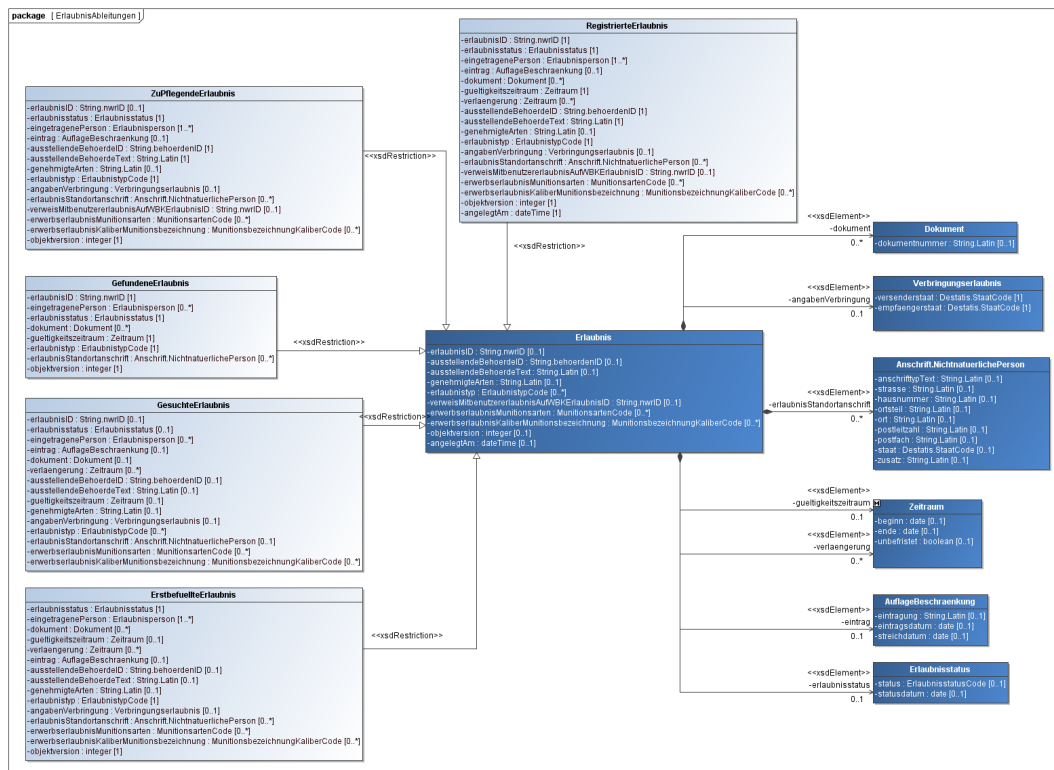 package [ ErlaubnisAbleitungen ]
RegistrierteErlaubnis
-erlaubnisID : String.nwrID [1]
-erlaubnisstatus : Erlaubnisstatus [1]
-eingetragenePerson : Erlaubnisperson [1..*]
-eintrag : AuflageBeschraenkung [0..1]
-dokument : Dokument [0..*]
-gueltigkeitszeitraum : Zeitraum [1]
-verlaengerung : Zeitraum [0..*]
-ausstellendeBehoerdeID : String.behoerdenID [1]
-ausstellendeBehoerdeText : String.Latin [1]
-genehmigteArten : String.Latin [0..1]
-erlaubnistyp : ErlaubnistypCode [1]
-angabenVerbringung : Verbringungserlaubnis [0..1]
-erlaubnisStandortanschrift : Anschrift.NichtnatuerlichePerson [0..*]
-verweisMitbenutzererlaubnisAufWBKErlaubnisID : String.nwrID [0..1]
-erwerbserlaubnisMunitionsarten : MunitionsartenCode [0..*]
-erwerbserlaubnisKaliberMunitionsbezeichnung : MunitionsbezeichnungKaliberCode [0..*]
-objektversion : integer [1]
-angelegtAm : dateTime [1]
ZuPflegendeErlaubnis
-erlaubnisID : String.nwrID [0..1]
-erlaubnisstatus : Erlaubnisstatus [1]
-eingetragenePerson : Erlaubnisperson [1..*]
-eintrag : AuflageBeschraenkung [0..1]
-ausstellendeBehoerdeID : String.behoerdenID [1]
-ausstellendeBehoerdeText : String.Latin [1]
-genehmigteArten : String.Latin [0..1]
-erlaubnistyp : ErlaubnistypCode [1]
-angabenVerbringung : Verbringungserlaubnis [0..1]
-erlaubnisStandortanschrift : Anschrift.NichtnatuerlichePerson [0..*]
-verweisMitbenutzererlaubnisAufWBKErlaubnisID : String.nwrID [0..1]
-erwerbserlaubnisMunitionsarten : MunitionsartenCode [0..*]
-erwerbserlaubnisKaliberMunitionsbezeichnung : MunitionsbezeichnungKaliberCode [0..*]
-objektversion : integer [1]
<<xsdRestriction>>
<<xsdRestriction>>
GefundeneErlaubnis
-erlaubnisID : String.nwrID [1]
-eingetragenePerson : Erlaubnisperson [0..*]
-erlaubnisstatus : Erlaubnisstatus [1]
-dokument : Dokument [0..*]
-gueltigkeitszeitraum : Zeitraum [1]
-erlaubnistyp : ErlaubnistypCode [1]
-erlaubnisStandortanschrift : Anschrift.NichtnatuerlichePerson [0..*]
-objektversion : integer [1]
<<xsdRestriction>>
Erlaubnis
-erlaubnisID : String.nwrID [0..1]
-ausstellendeBehoerdeID : String.behoerdenID [0..1]
-ausstellendeBehoerdeText : String.Latin [0..1]
-genehmigteArten : String.Latin [0..1]
-erlaubnistyp : ErlaubnistypCode [0..*]
-verweisMitbenutzererlaubnisAufWBKErlaubnisID : String.nwrID [0..1]
-erwerbserlaubnisMunitionsarten : MunitionsartenCode [0..*]
-erwerbserlaubnisKaliberMunitionsbezeichnung : MunitionsbezeichnungKaliberCode [0..*]
-objektversion : integer [0..1]
-angelegtAm : dateTime [0..1]
GesuchteErlaubnis
-erlaubnisID : String.nwrID [0..1]
-erlaubnisstatus : Erlaubnisstatus [0..1]
-eingetragenePerson : Erlaubnisperson [0..*]
-eintrag : AuflageBeschraenkung [0..1]
-dokument : Dokument [0..1]
-verlaengerung : Zeitraum [0..*]
-ausstellendeBehoerdeID : String.behoerdenID [0..1]
-ausstellendeBehoerdeText : String.Latin [0..1]
-gueltigkeitszeitraum : Zeitraum [0..1]
-genehmigteArten : String.Latin [0..1]
-angabenVerbringung : Verbringungserlaubnis [0..1]
-erlaubnistyp : ErlaubnistypCode [0..*]
-erlaubnisStandortanschrift : Anschrift.NichtnatuerlichePerson [0..1]
-erwerbserlaubnisMunitionsarten : MunitionsartenCode [0..*]
-erwerbserlaubnisKaliberMunitionsbezeichnung : MunitionsbezeichnungKaliberCode [0..*]
<<xsdRestriction>>
ErstbefuellteErlaubnis
-erlaubnisstatus : Erlaubnisstatus [1]
-eingetragenePerson : Erlaubnisperson [1..*]
-dokument : Dokument [0..*]
-gueltigkeitszeitraum : Zeitraum [0..1]
-verlaengerung : Zeitraum [0..*]
-eintrag : AuflageBeschraenkung [0..1]
-ausstellendeBehoerdeID : String.behoerdenID [0..1]
-ausstellendeBehoerdeText : String.Latin [0..1]
-genehmigteArten : String.Latin [0..1]
-erlaubnistyp : ErlaubnistypCode [1]
-angabenVerbringung : Verbringungserlaubnis [0..1]
-erlaubnisStandortanschrift : Anschrift.NichtnatuerlichePerson [0..*]
-erwerbserlaubnisMunitionsarten : MunitionsartenCode [0..*]
-erwerbserlaubnisKaliberMunitionsbezeichnung : MunitionsbezeichnungKaliberCode [0..*]
-objektversion : integer [1]
<<xsdRestriction>>
<<xsdElement>>
-dokument
0..*
Dokument
-dokumentnummer : String.Latin [0..1]
<<xsdElement>>
-angabenVerbringung
0..1
Verbringungserlaubnis
-versenderstaat : Destatis.StaatCode [1]
-empfaengerstaat : Destatis.StaatCode [1]
<<xsdElement>>
-erlaubnisStandortanschrift
0..*
Anschrift.NichtnatuerlichePerson
-anschrifttypText : String.Latin [0..1]
-strasse : String.Latin [0..1]
-hausnummer : String.Latin [0..1]
-ortsteil : String.Latin [0..1]
-ort : String.Latin [0..1]
-postleitzahl : String.Latin [0..1]
-postfach : String.Latin [0..1]
-staat : Destatis.StaatCode [0..1]
-zusatz : String.Latin [0..1]
<<xsdElement>>
-gueltigkeitszeitraum
0..1
<<xsdElement>>
-verlaengerung
0..*
Zeitraum
-beginn : date [0..1]
-ende : date [0..1]
-unbefristet : boolean [0..1]
<<xsdElement>>
-eintrag
0..1
AuflageBeschraenkung
-eintragung : String.Latin [0..1]
-eintragsdatum : date [0..1]
-streichdatum : date [0..1]
<<xsdElement>>
-erlaubnisstatus
0..1
Erlaubnisstatus
-status : ErlaubnisstatusCode [0..1]
-statusdatum : date [0..1]